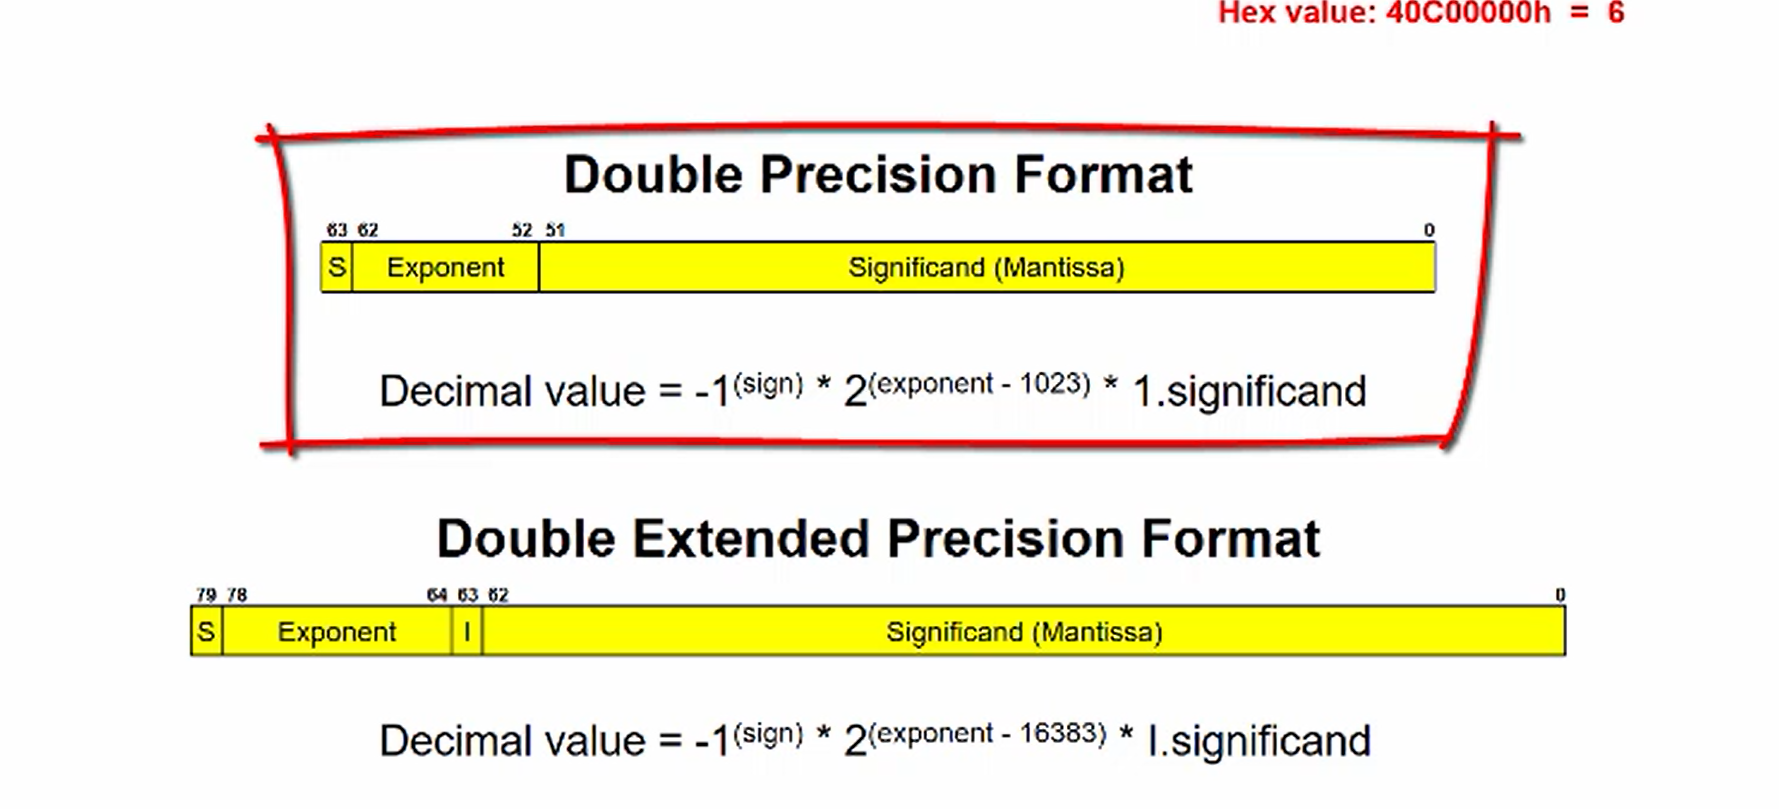 Hex value: 40C00000h = 6
Double Precision Format
63 62 52 51 0
S Exponent Significand (Mantissa)
Decimal value = -1(sign) * 2(exponent - 1023) * 1.significand
Double Extended Precision Format
79 78 64 63 62 0
S Exponent I Significand (Mantissa)
Decimal value = -1(sign) * 2(exponent - 16383) * I.significand